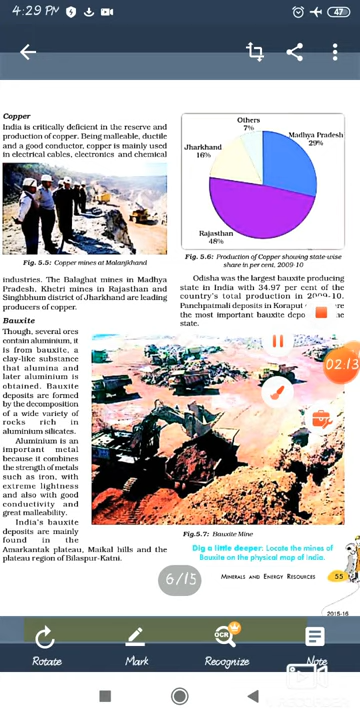 4:29 PM
47
Copper
India is critically deficient in the reserve and
production of copper. Being malleable, ductile
and a good conductor, copper is mainly used
in electrical cables, electronics and chemical
Fig. 5.5: Copper mines at Malanjkhand
industries. The Balaghat mines in Madhya
Pradesh, Khetri mines in Rajasthan and
Singhbhum district of Jharkhand are leading
producers of copper.
Bauxite
Though, several ores
contain aluminium, it
is from bauxite, a
clay-like substance
that alumina and
later aluminium is
obtained. Bauxite
deposits are formed
by the decomposition
of a wide variety of
rocks rich in
aluminium silicates.
Aluminium is an
important metal
because it combines
the strength of metals
such as iron, with
extreme lightness
and also with good
conductivity and
great malleability.
India's bauxite
deposits are mainly
found in the
Amarkantak plateau, Maikal hills and the
plateau region of Bilaspur-Katni.
Others
7%
Madhya Pradesh
29%
Jharkhand
16%
Rajasthan
48%
Fig. 5.6: Production of Copper showing state-wise
share in per cent, 2009-10
Odisha was the largest bauxite producing
state in India with 34.97 per cent of the
country's total production in 2009-10.
Panchpatmali deposits in Koraput
the most important bauxite depo
state.
02:13
Fig.5.7: Bauxite Mine
Dig a little deeper: Locate the mines of
Bauxite on the physical map of India.
6/15
MINERALS AND ENERGY RESOURCES 55
2015-16
OCR
Rotate
Mark
Recognize
Note
RECORDER